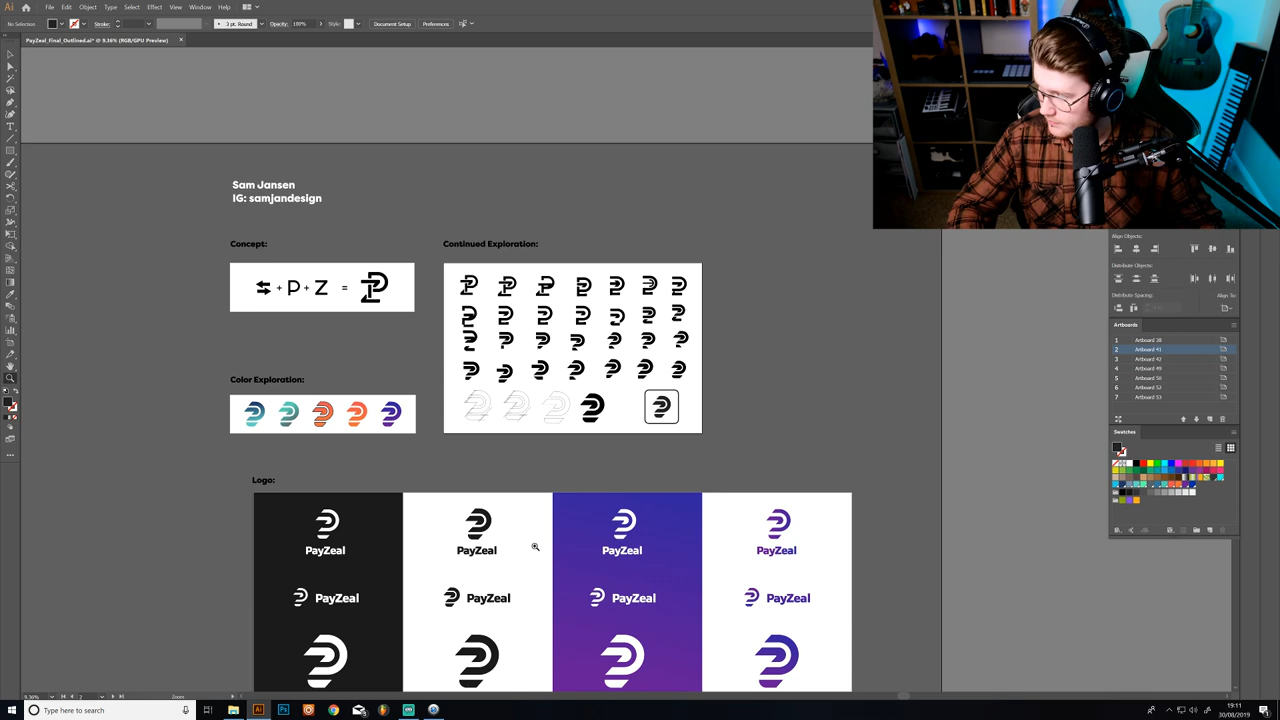 File Edit Object Type Select Effect View Window Help
No Selection Stroke: 3 pt. Round Opacity: 100% Style: Document Setup Preferences
PayZeal_Final_Outlined.ai* @ 9.36% (RGB/GPU Preview)
Sam Jansen
IG: samjandesign
Concept:
+ P + Z =
Continued Exploration:
Color Exploration:
Logo:
PayZeal PayZeal PayZeal PayZeal
PayZeal PayZeal PayZeal PayZeal
Align Objects:
Distribute Objects:
Distribute Spacing: Align To:
Artboards
1 Artboard 38
2 Artboard 41
3 Artboard 42
4 Artboard 49
5 Artboard 50
6 Artboard 52
7 Artboard 53
Swatches
9.36% 2 Zoom
Type here to search
19:11
30/08/2019